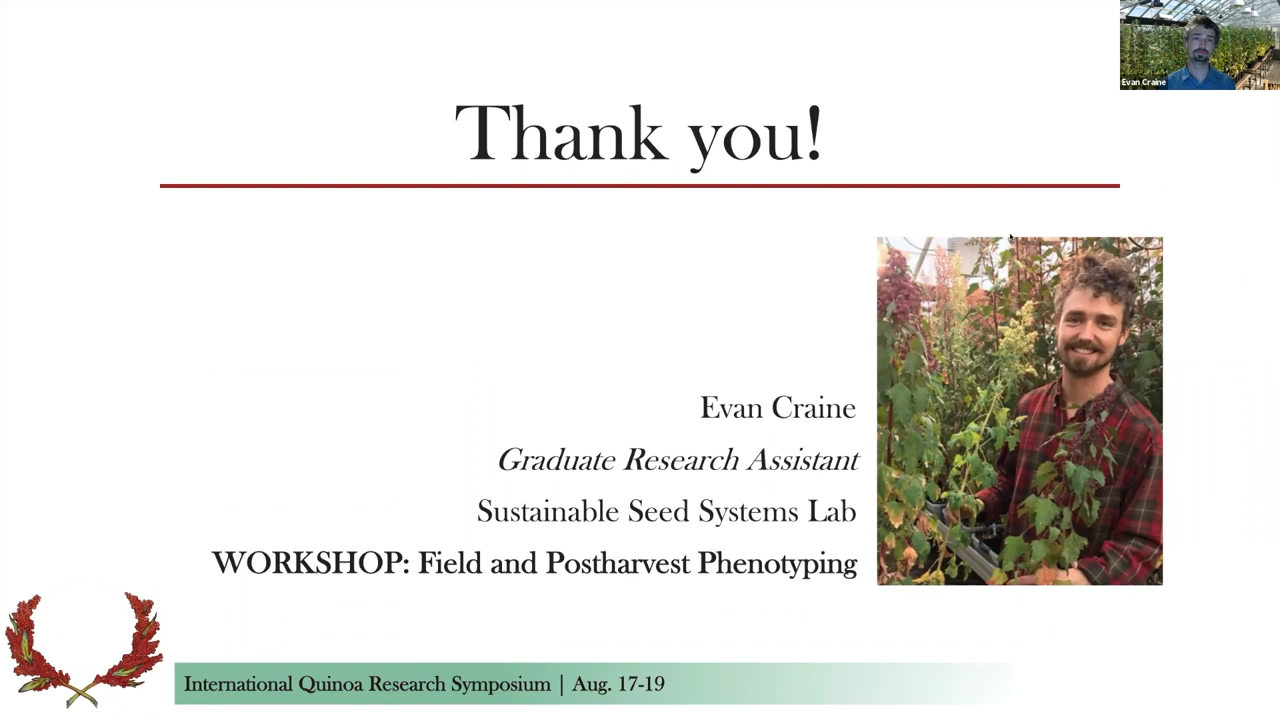 Evan Craine
Thank you!
Evan Craine
Graduate Research Assistant
Sustainable Seed Systems Lab
WORKSHOP: Field and Postharvest Phenotyping
International Quinoa Research Symposium | Aug. 17-19